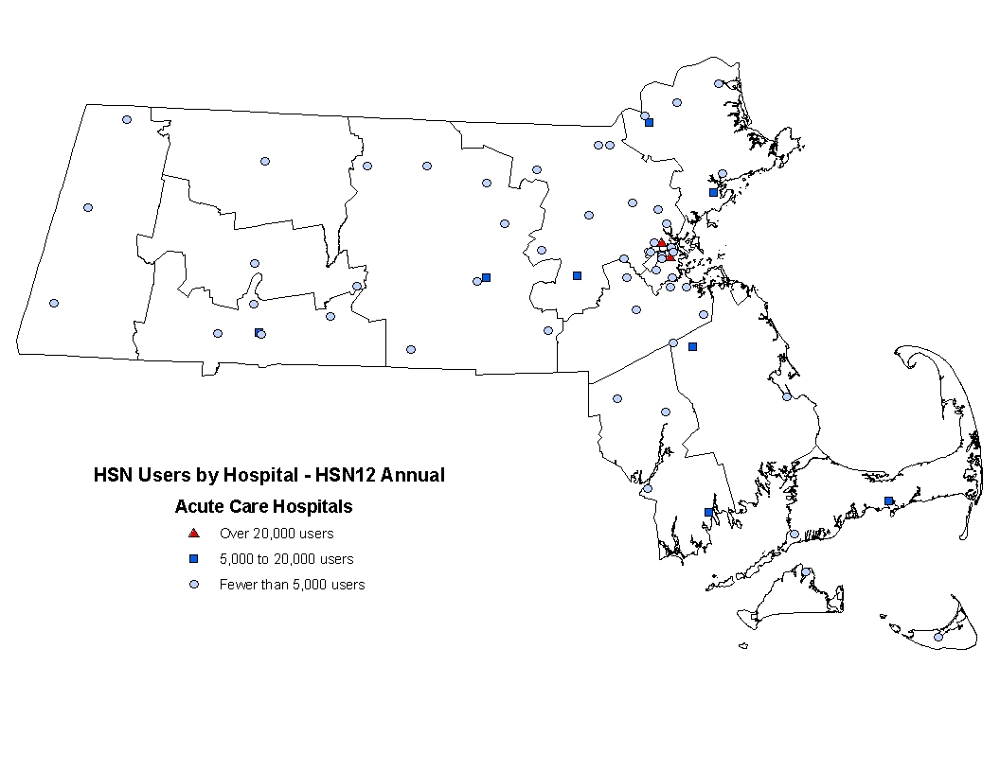 HSN Users by Hospital - HSN12 Annual
Acute Care Hospitals
Over 20,000 users
5,000 to 20,000 users
Fewer than 5,000 users